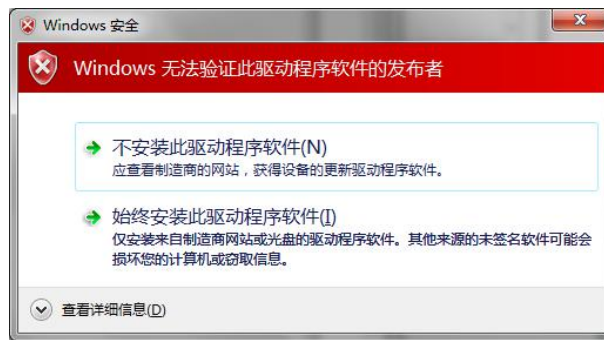 Windows 安全
Windows 无法验证此驱动程序软件的发布者
不安装此驱动程序软件(N)
应查看制造商的网站，获得设备的更新驱动程序软件。
始终安装此驱动程序软件(I)
仅安装来自制造商网站或光盘的驱动程序软件。其他来源的未签名软件可能会
损坏您的计算机或窃取信息。
查看详细信息(D)